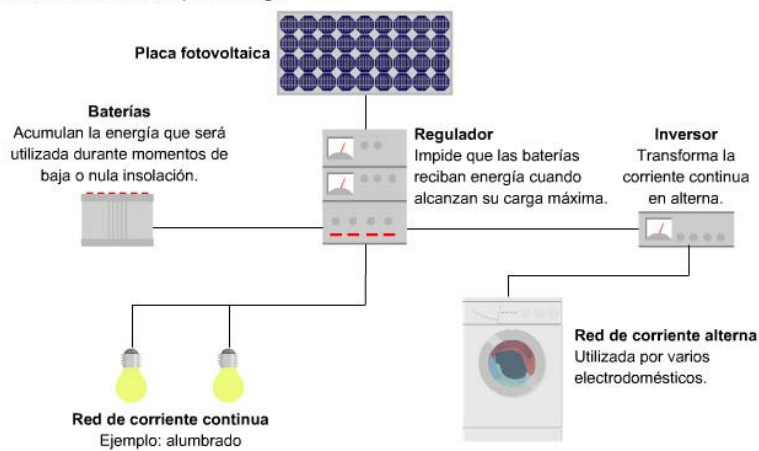 Placa fotovoltaica
Baterías
Acumulan la energía que será
utilizada durante momentos de
baja o nula insolación.
Regulador
Impide que las baterías
reciban energía cuando
alcanzan su carga máxima.
Inversor
Transforma la
corriente continua
en alterna.
Red de corriente alterna
Utilizada por varios
electrodomésticos.
Red de corriente continua
Ejemplo: alumbrado